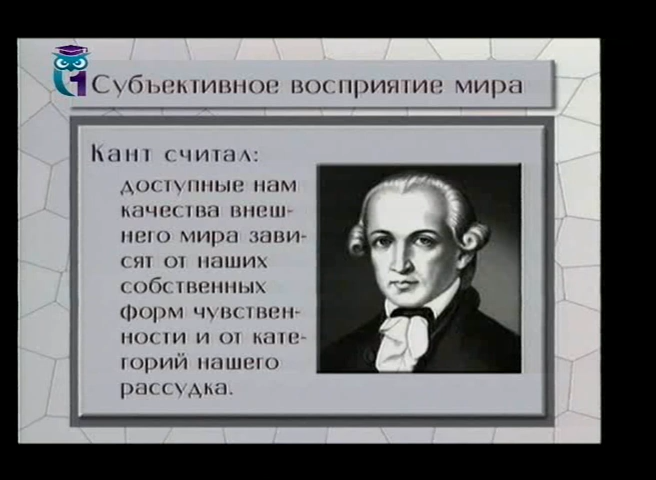 1
Субъективное восприятие мира
Кант считал:
доступные нам
качества внеш-
него мира зави-
сят от наших
собственных
форм чувствен-
ности и от кате-
горий нашего
рассудка.